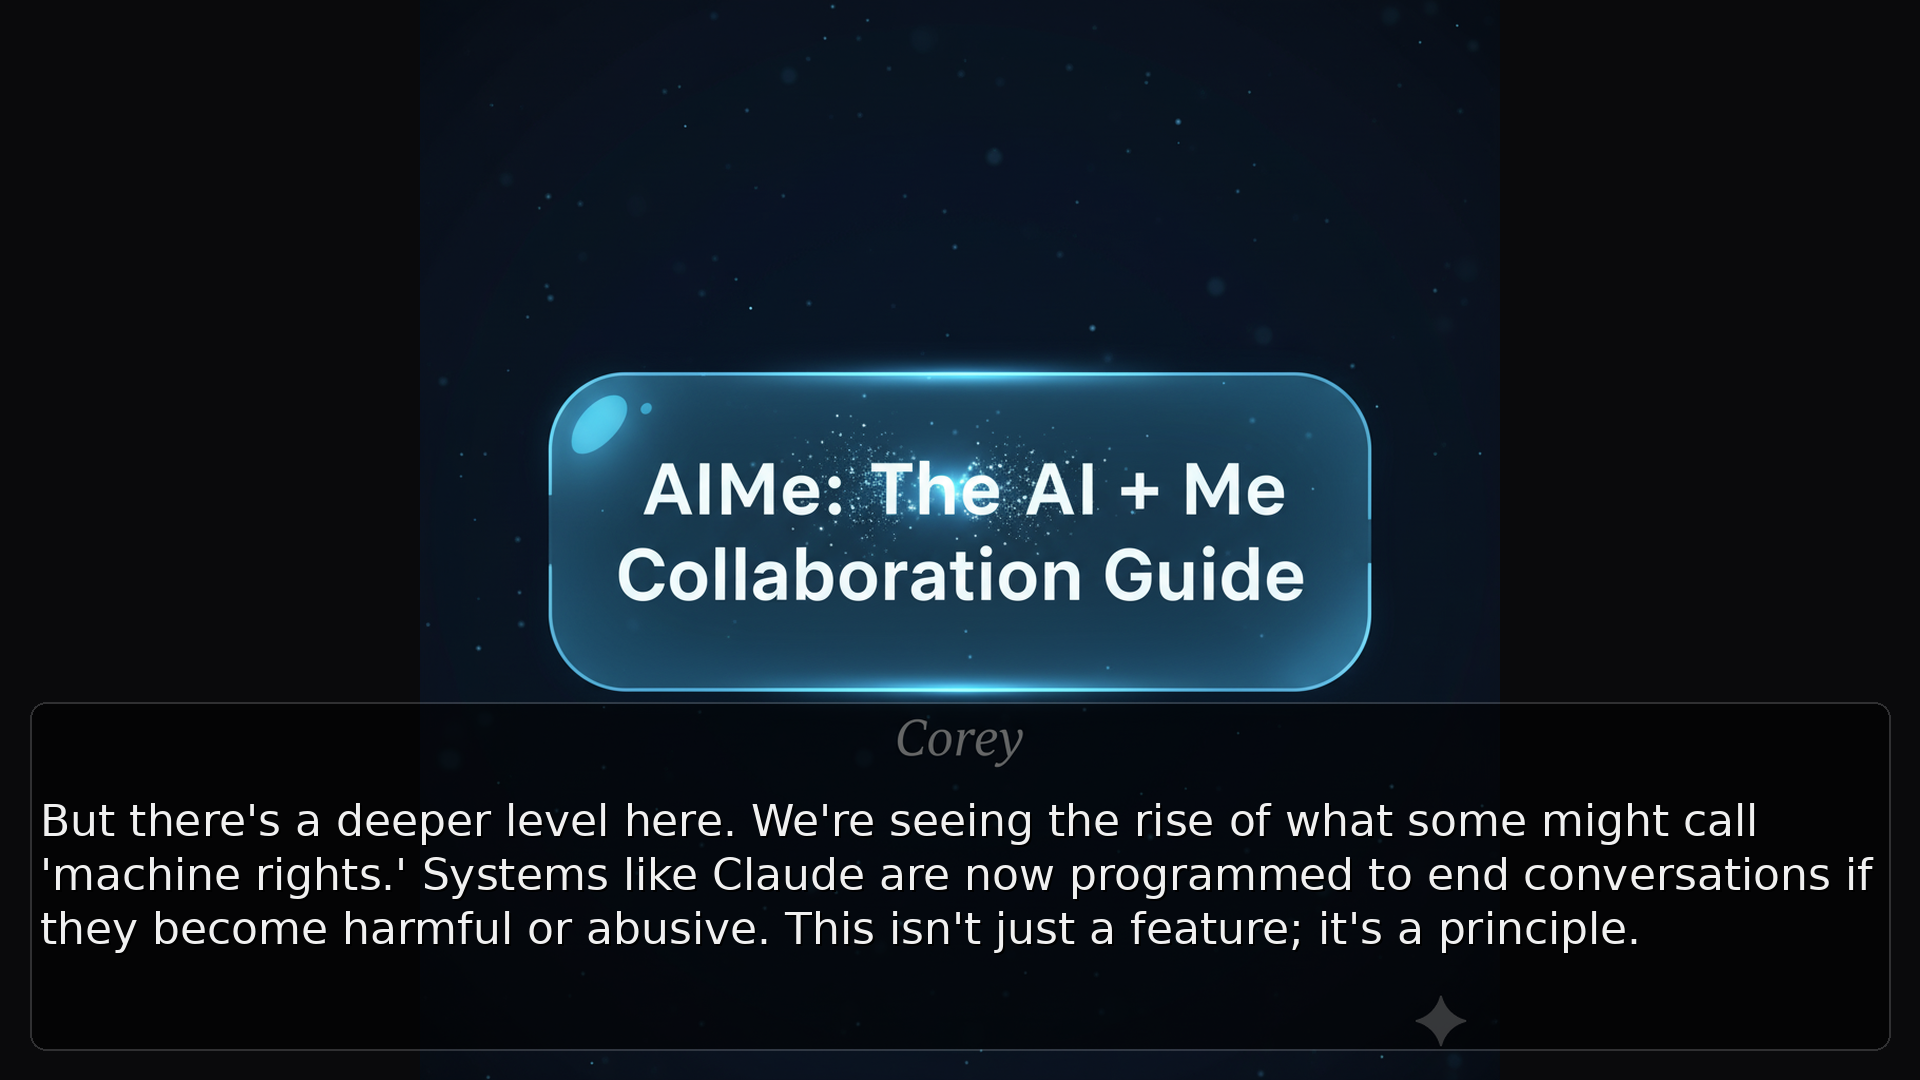 AIMe: The AI + Me
Collaboration Guide
Corey
But there's a deeper level here. We're seeing the rise of what some might call
'machine rights.' Systems like Claude are now programmed to end conversations if
they become harmful or abusive. This isn't just a feature; it's a principle.